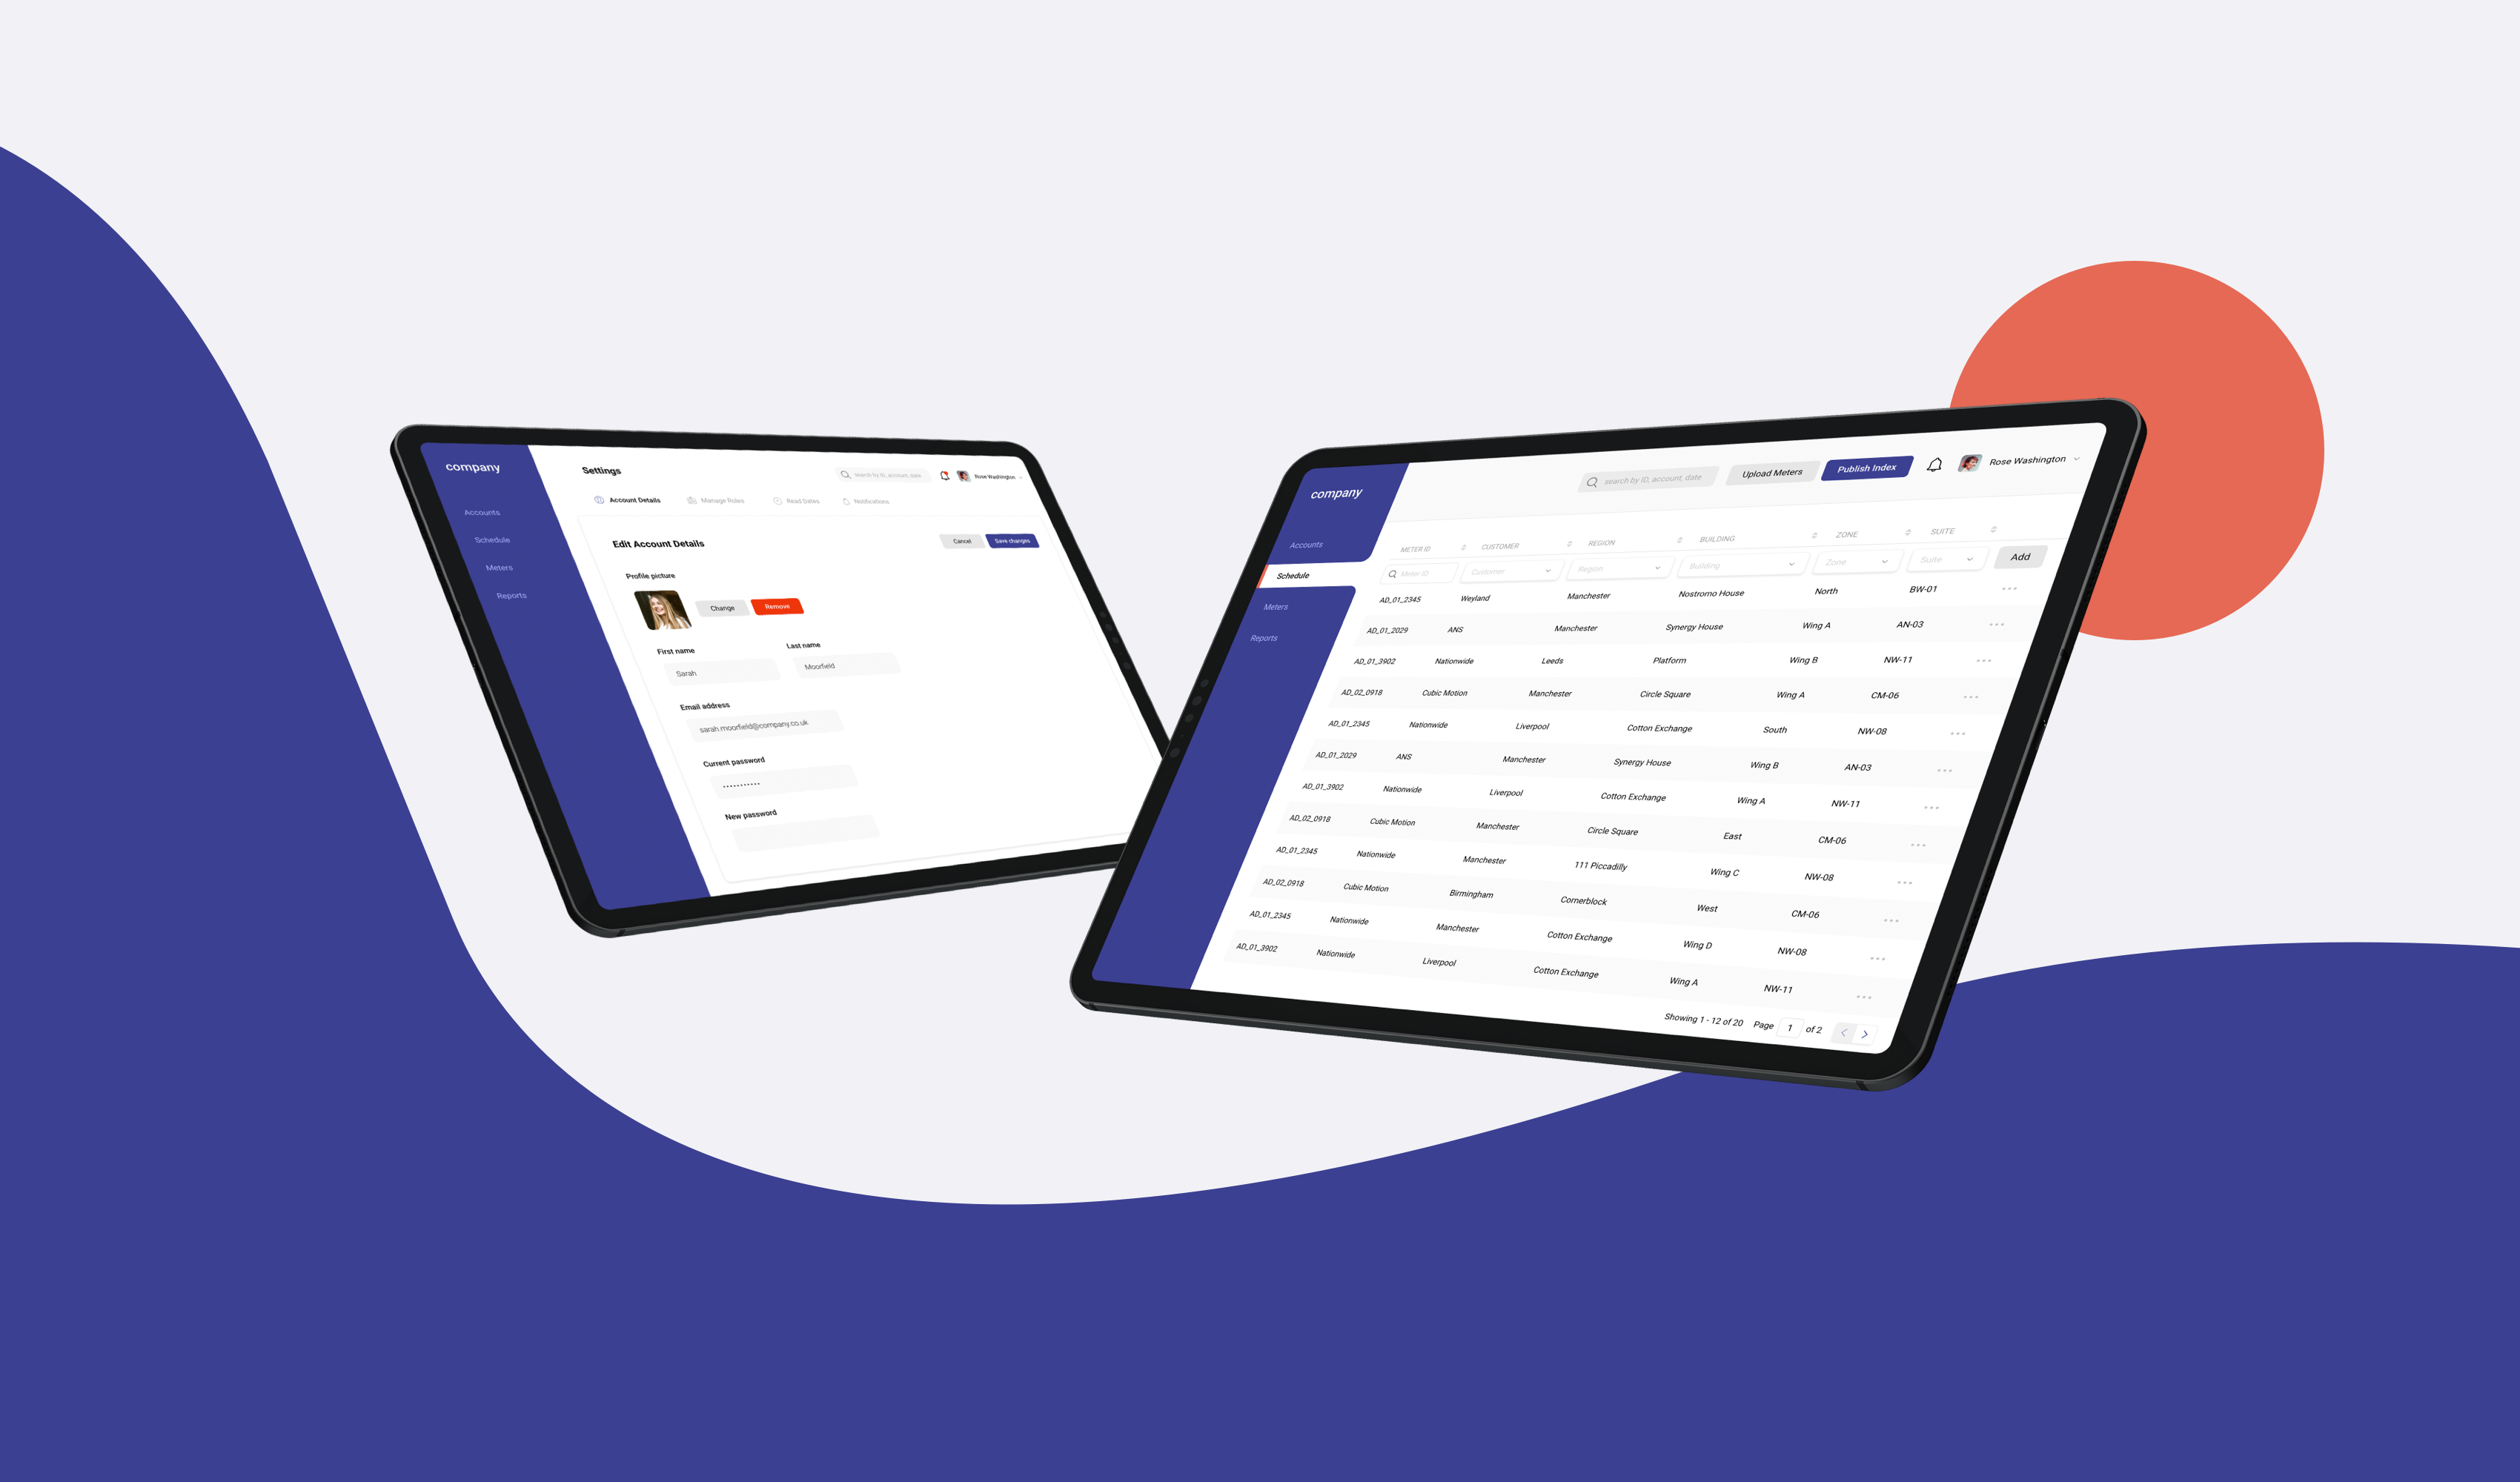 company
Accounts
Schedule
Meters
Reports
Settings
search by ID, account, date
Rose Washington
Account Details Manage Roles Read Dates Notifications
Edit Account Details
Cancel Save changes
Profile picture
Change Remove
First name Last name
Sarah Moorfield
Email address
sarah.moorfield@company.co.uk
Current password
•••••••••••
New password
company
Accounts
Schedule
Meters
Reports
search by ID, account, date Upload Meters Publish Index Rose Washington
METER ID CUSTOMER REGION BUILDING ZONE SUITE
Meter ID Customer Region Building Zone Suite Add
AD_01_2345 Weyland Manchester Nostromo House North BW-01
AD_01_2029 ANS Manchester Synergy House Wing A AN-03
AD_01_3902 Nationwide Leeds Platform Wing B NW-11
AD_02_0918 Cubic Motion Manchester Circle Square Wing A CM-06
AD_01_2345 Nationwide Liverpool Cotton Exchange South NW-08
AD_01_2029 ANS Manchester Synergy House Wing B AN-03
AD_01_3902 Nationwide Liverpool Cotton Exchange Wing A NW-11
AD_02_0918 Cubic Motion Manchester Circle Square East CM-06
AD_01_2345 Nationwide Manchester 111 Piccadilly Wing C NW-08
AD_02_0918 Cubic Motion Birmingham Cornerblock West CM-06
AD_01_2345 Nationwide Manchester Cotton Exchange Wing D NW-08
AD_01_3902 Nationwide Liverpool Cotton Exchange Wing A NW-11
Showing 1 - 12 of 20 Page 1 of 2